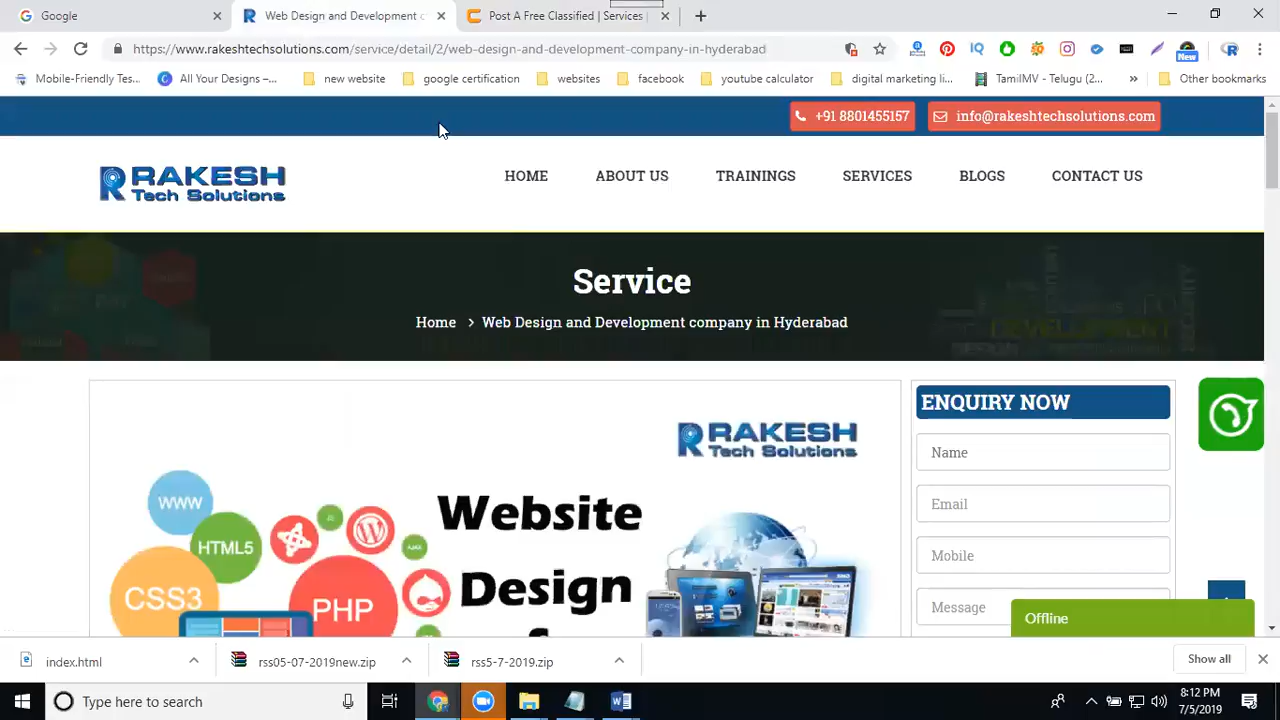 Google
Web Design and Development c
Post A Free Classified | Services
https://www.rakeshtechsolutions.com/service/detail/2/web-design-and-development-company-in-hyderabad
New
Mobile-Friendly Tes...
All Your Designs –...
new website
google certification
websites
facebook
youtube calculator
digital marketing li...
TamilMV - Telugu (2...
»
Other bookmarks
+91 8801455157
info@rakeshtechsolutions.com
RAKESH
Tech Solutions
HOME
ABOUT US
TRAININGS
SERVICES
BLOGS
CONTACT US
Service
Home > Web Design and Development company in Hyderabad
ENQUIRY NOW
RAKESH
Tech Solutions
Name
WWW
Website
Email
HTML5
Mobile
CSS3
PHP
Design
Message
Offline
index.html
rss05-07-2019new.zip
rss5-7-2019.zip
Show all
Type here to search
8:12 PM
7/5/2019